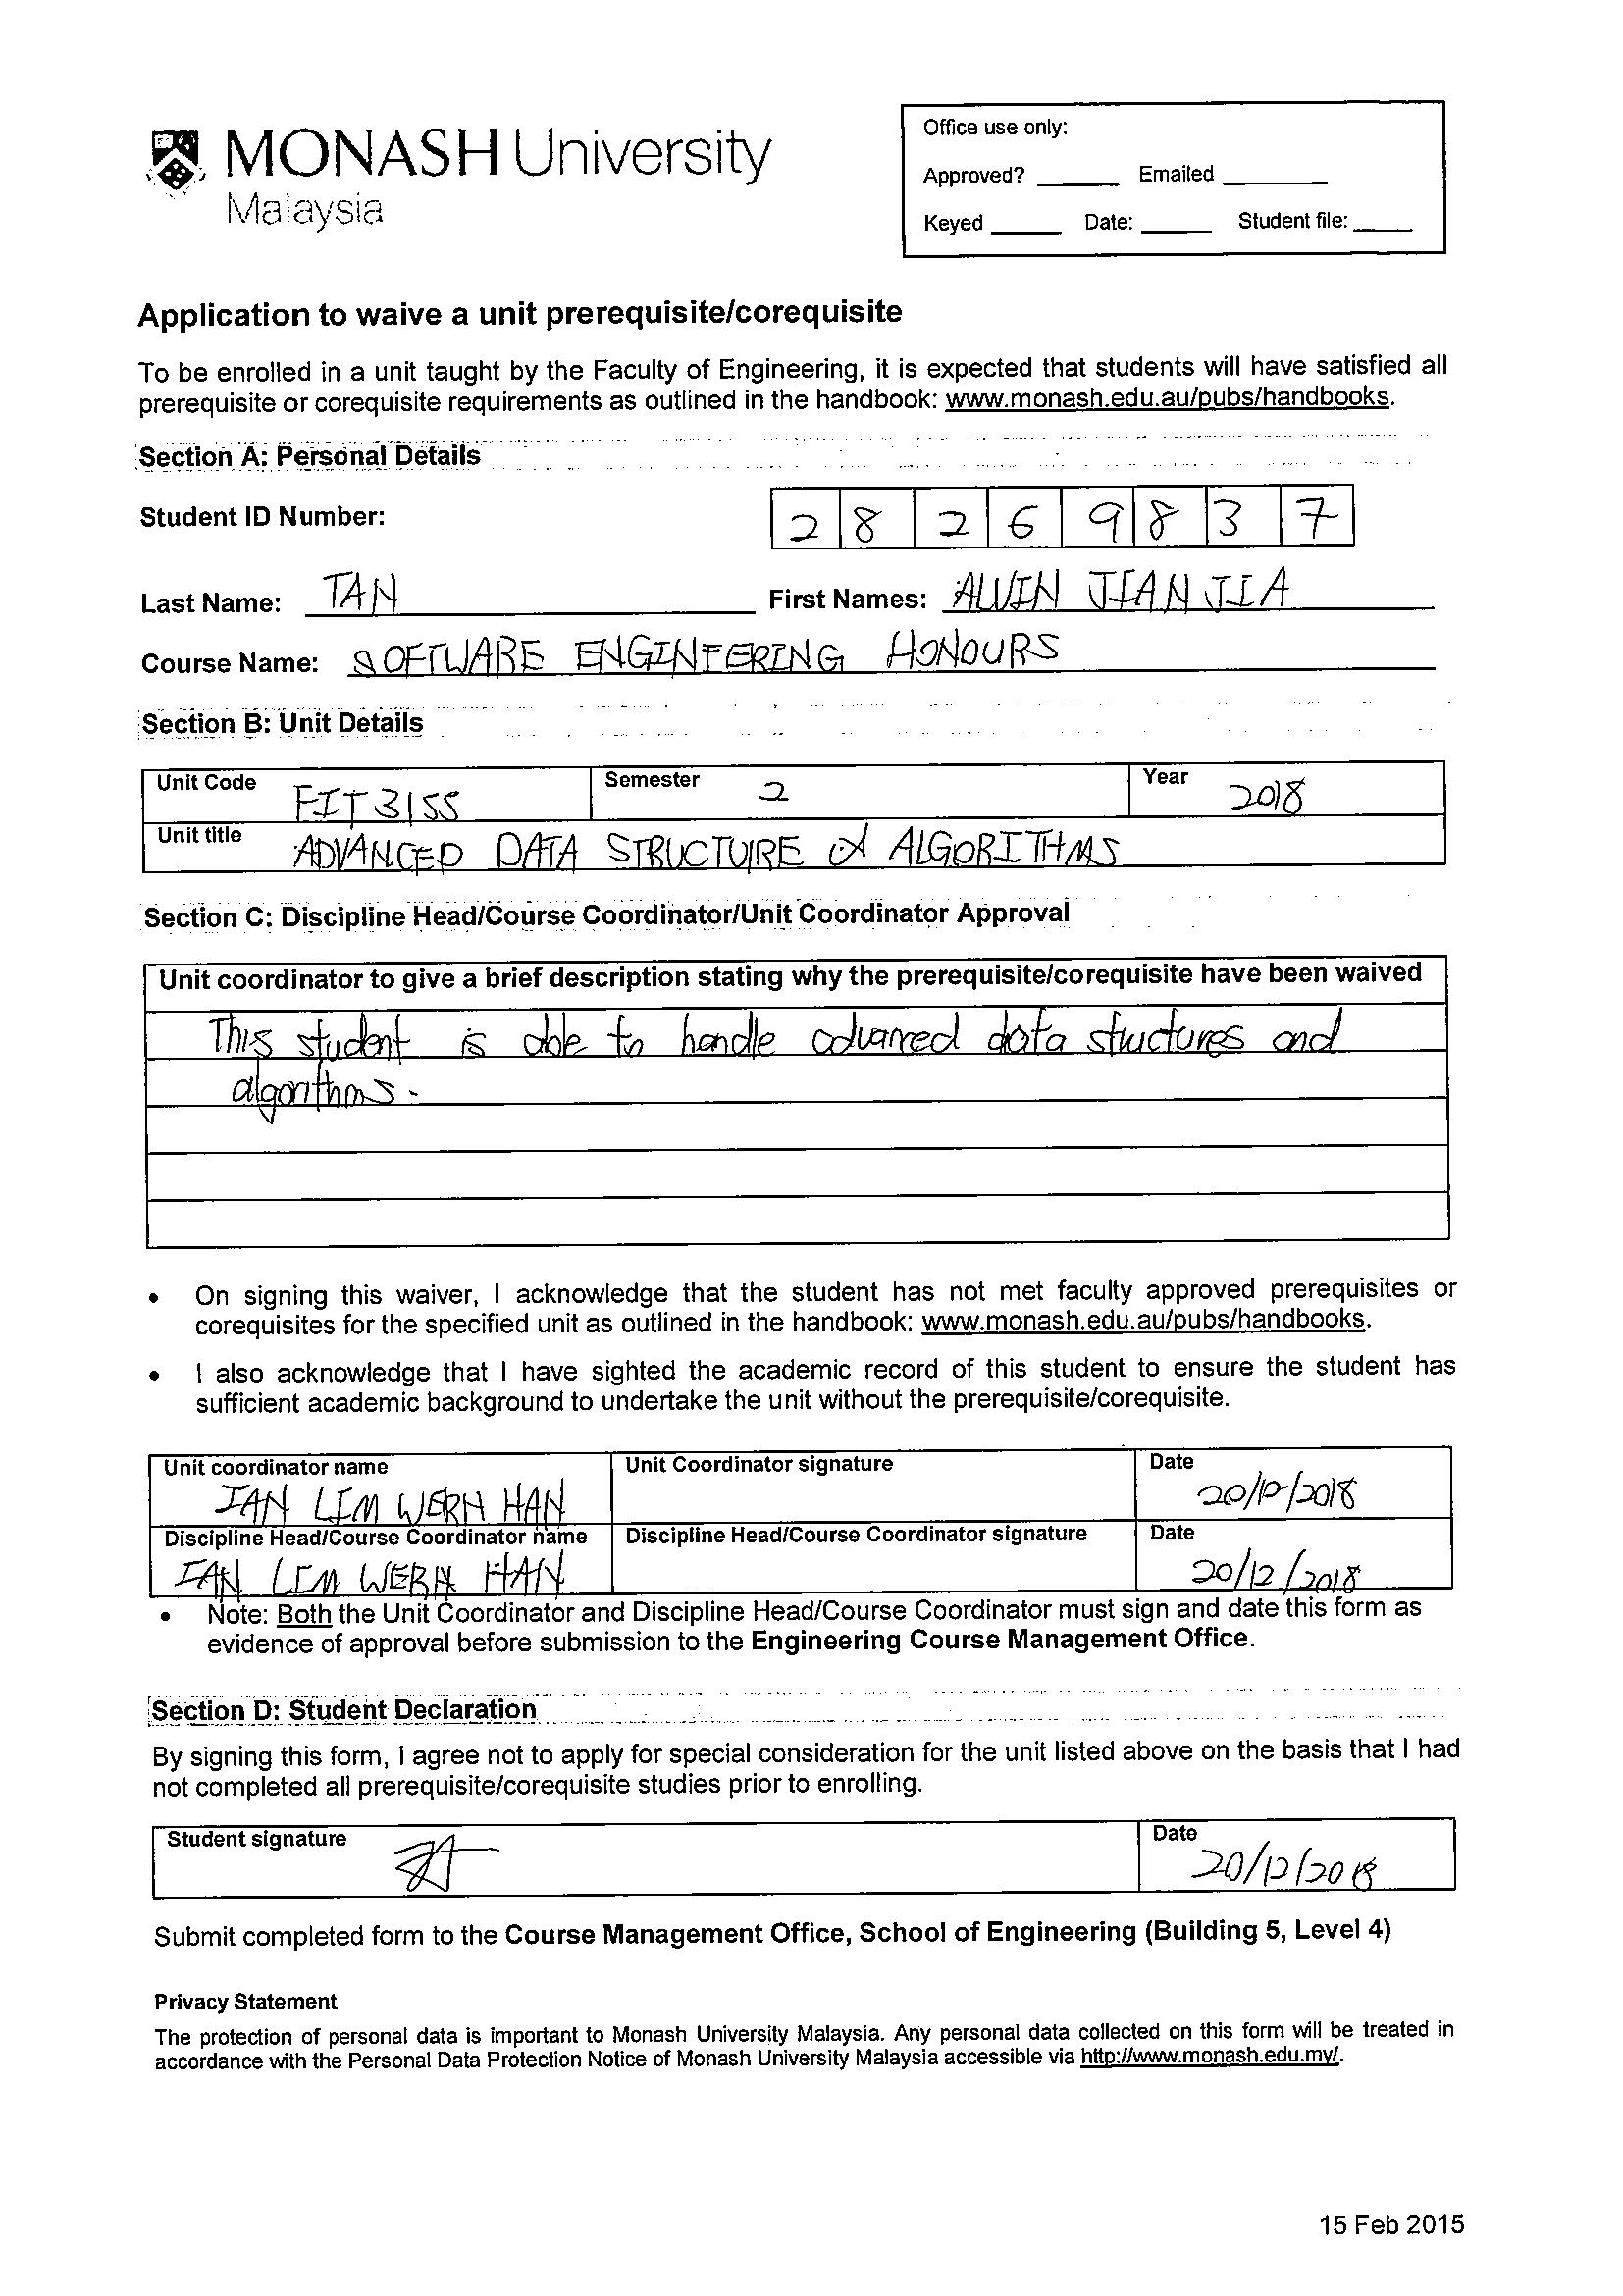 MONASH University
Malaysia
Office use only:
Approved? ______ Emailed ______
Keyed ______ Date: ______ Student file: ______
Application to waive a unit prerequisite/corequisite
To be enrolled in a unit taught by the Faculty of Engineering, it is expected that students will have satisfied all
prerequisite or corequisite requirements as outlined in the handbook: www.monash.edu.au/pubs/handbooks.
Section A: Personal Details
Student ID Number: 2 8 2 6 9 8 3 7
Last Name: TAN First Names: ALVIN JIAN JIA
Course Name: SOFTWARE ENGINEERING HONOURS
Section B: Unit Details
Unit Code FIT3155 Semester 2 Year 2018
Unit title ADVANCED DATA STRUCTURE & ALGORITHMS
Section C: Discipline Head/Course Coordinator/Unit Coordinator Approval
Unit coordinator to give a brief description stating why the prerequisite/corequisite have been waived
This student is able to handle advanced data structures and
algorithms.
• On signing this waiver, I acknowledge that the student has not met faculty approved prerequisites or
corequisites for the specified unit as outlined in the handbook: www.monash.edu.au/pubs/handbooks.
• I also acknowledge that I have sighted the academic record of this student to ensure the student has
sufficient academic background to undertake the unit without the prerequisite/corequisite.
Unit coordinator name Unit Coordinator signature Date
IAN LIM WERN HAN 20/12/2018
Discipline Head/Course Coordinator name Discipline Head/Course Coordinator signature Date
IAN LIM WERN HAN 20/12/2018
• Note: Both the Unit Coordinator and Discipline Head/Course Coordinator must sign and date this form as
evidence of approval before submission to the Engineering Course Management Office.
Section D: Student Declaration
By signing this form, I agree not to apply for special consideration for the unit listed above on the basis that I had
not completed all prerequisite/corequisite studies prior to enrolling.
Student signature Date
20/12/2018
Submit completed form to the Course Management Office, School of Engineering (Building 5, Level 4)
Privacy Statement
The protection of personal data is important to Monash University Malaysia. Any personal data collected on this form will be treated in
accordance with the Personal Data Protection Notice of Monash University Malaysia accessible via http://www.monash.edu.my/.
15 Feb 2015